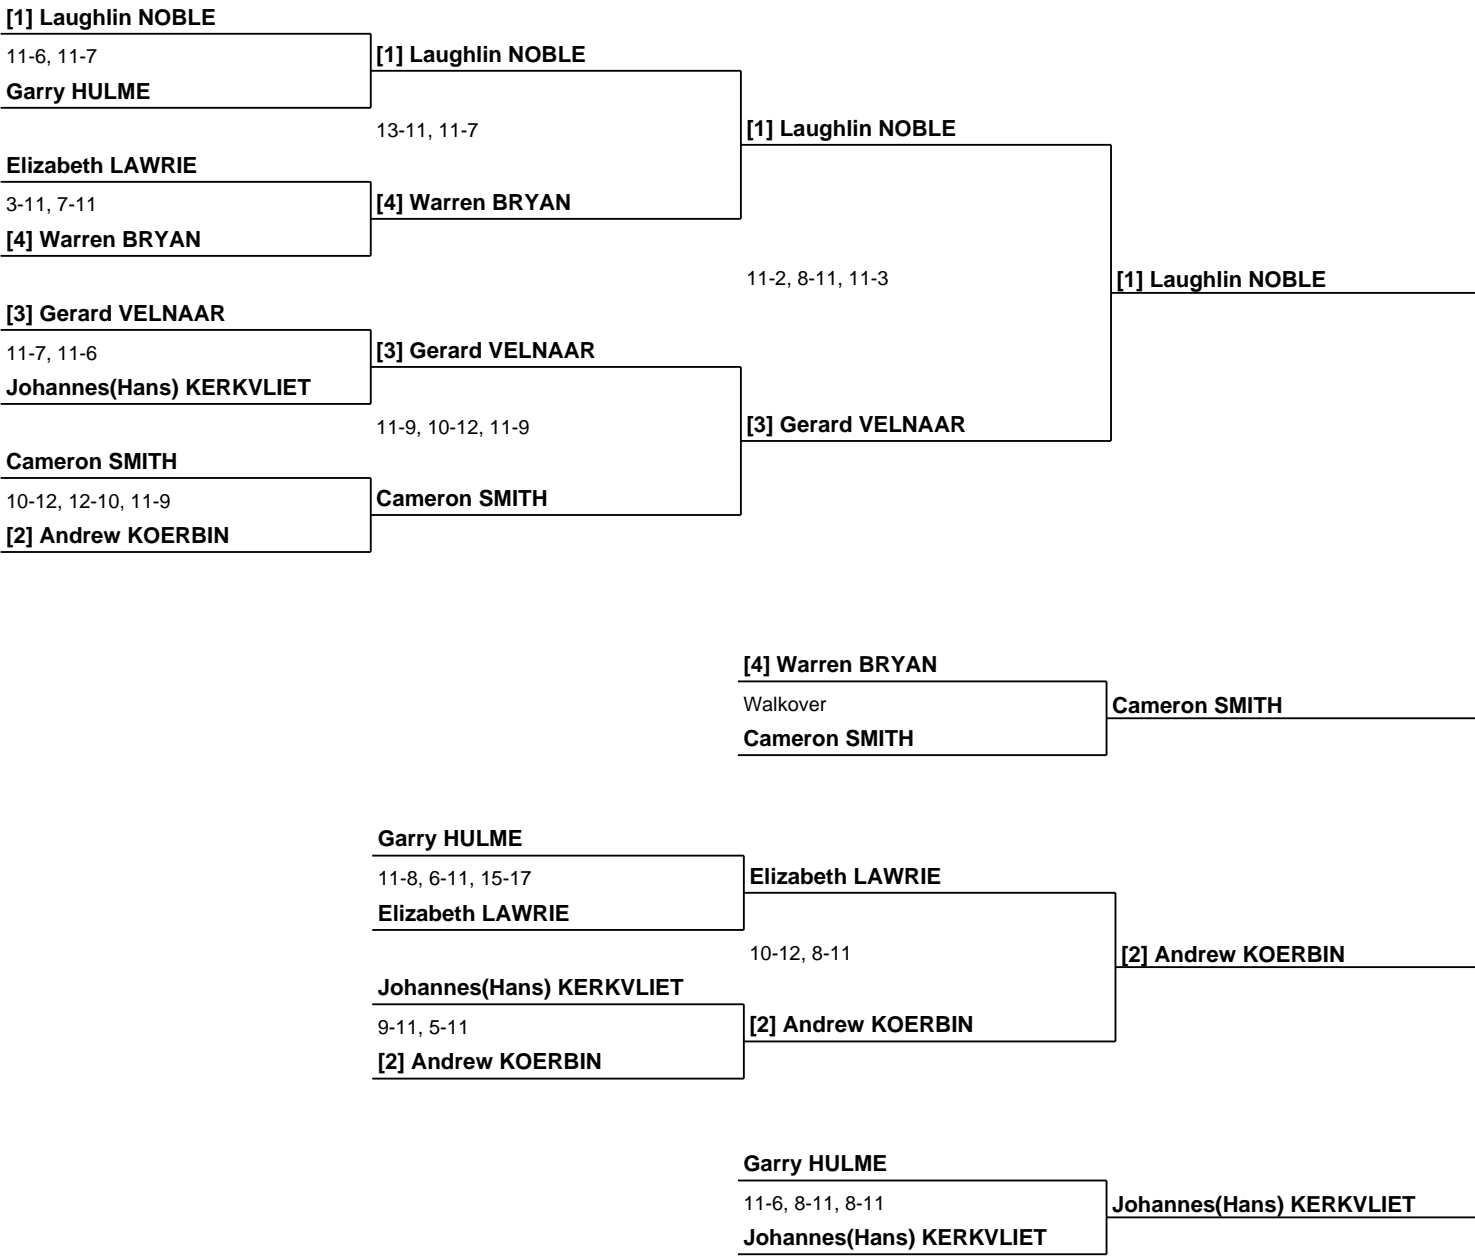 [1] Laughlin NOBLE
11-6, 11-7
[1] Laughlin NOBLE
Garry HULME
13-11, 11-7
[1] Laughlin NOBLE
Elizabeth LAWRIE
3-11, 7-11
[4] Warren BRYAN
[4] Warren BRYAN
11-2, 8-11, 11-3
[1] Laughlin NOBLE
[3] Gerard VELNAAR
11-7, 11-6
[3] Gerard VELNAAR
Johannes(Hans) KERKVLIET
11-9, 10-12, 11-9
[3] Gerard VELNAAR
Cameron SMITH
10-12, 12-10, 11-9
Cameron SMITH
[2] Andrew KOERBIN
[4] Warren BRYAN
Walkover
Cameron SMITH
Cameron SMITH
Garry HULME
11-8, 6-11, 15-17
Elizabeth LAWRIE
Elizabeth LAWRIE
10-12, 8-11
[2] Andrew KOERBIN
Johannes(Hans) KERKVLIET
9-11, 5-11
[2] Andrew KOERBIN
[2] Andrew KOERBIN
Garry HULME
11-6, 8-11, 8-11
Johannes(Hans) KERKVLIET
Johannes(Hans) KERKVLIET